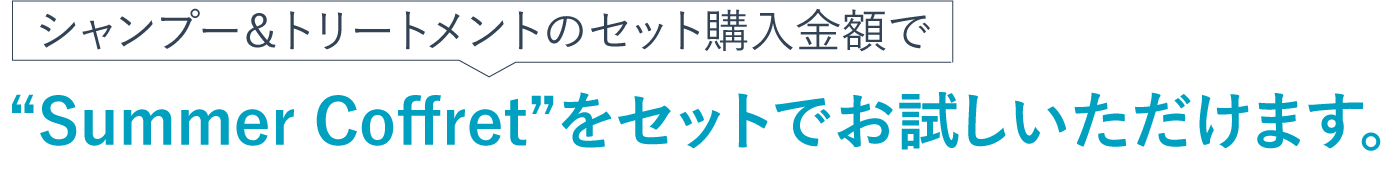 シャンプー&トリートメントのセット購入金額で
“Summer Coffret”をセットでお試しいただけます。